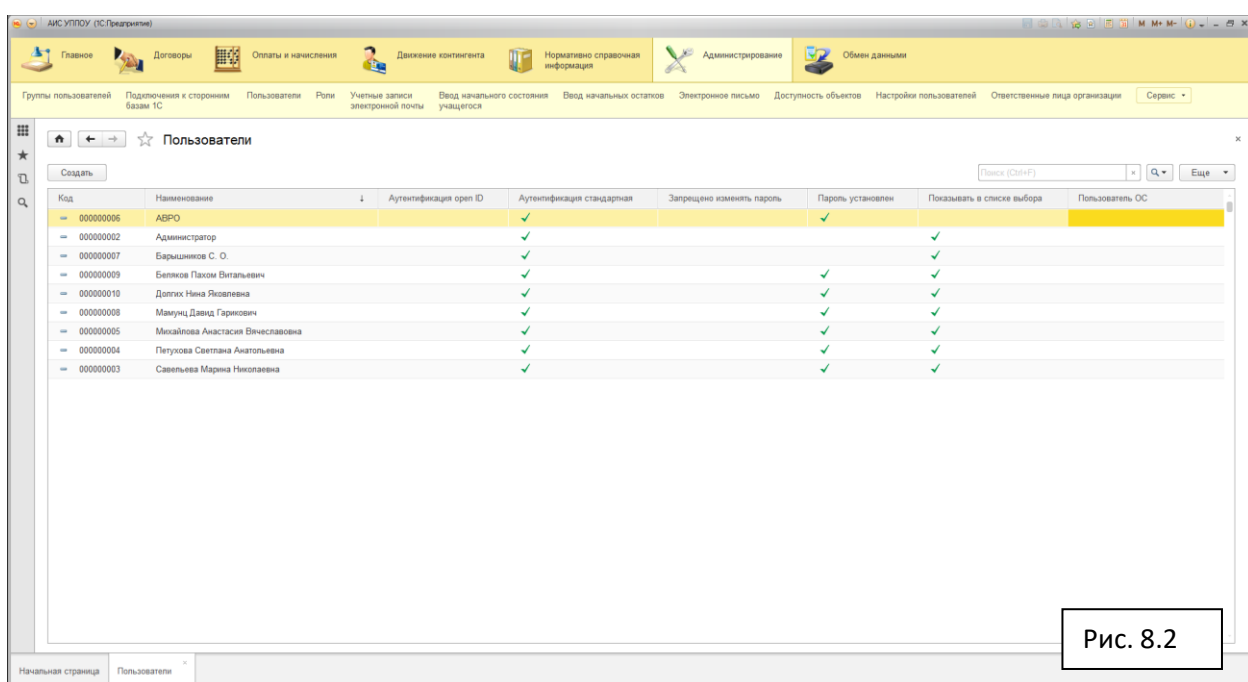 АИС УППОУ (1С:Предприятие)
M M+ M-
Главное Договоры Оплаты и начисления Движение контингента Нормативно справочная информация Администрирование Обмен данными
Группы пользователей Подключения к сторонним базам 1С Пользователи Роли Учетные записи электронной почты Ввод начального состояния учащегося Ввод начальных остатков Электронное письмо Доступность объектов Настройки пользователей Ответственные лица организации Сервис
Пользователи
Создать Поиск (Ctrl+F) Еще
Код Наименование ↓ Аутентификация open ID Аутентификация стандартная Запрещено изменять пароль Пароль установлен Показывать в списке выбора Пользователь ОС
000000006 АВРО
000000002 Администратор
000000007 Барышников С. О.
000000009 Беляков Пахом Витальевич
000000010 Долгих Нина Яковлевна
000000008 Мамунц Давид Гарикович
000000005 Михайлова Анастасия Вячеславовна
000000004 Петухова Светлана Анатольевна
000000003 Савельева Марина Николаевна
Рис. 8.2
Начальная страница Пользователи